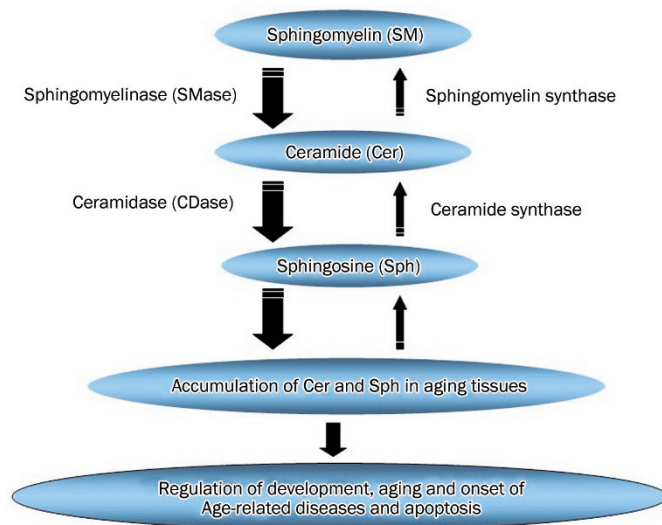 Sphingomyelin (SM)
Sphingomyelinase (SMase)
Sphingomyelin synthase
Ceramide (Cer)
Ceramidase (CDase)
Ceramide synthase
Sphingosine (Sph)
Accumulation of Cer and Sph in aging tissues
Regulation of development, aging and onset of
Age-related diseases and apoptosis